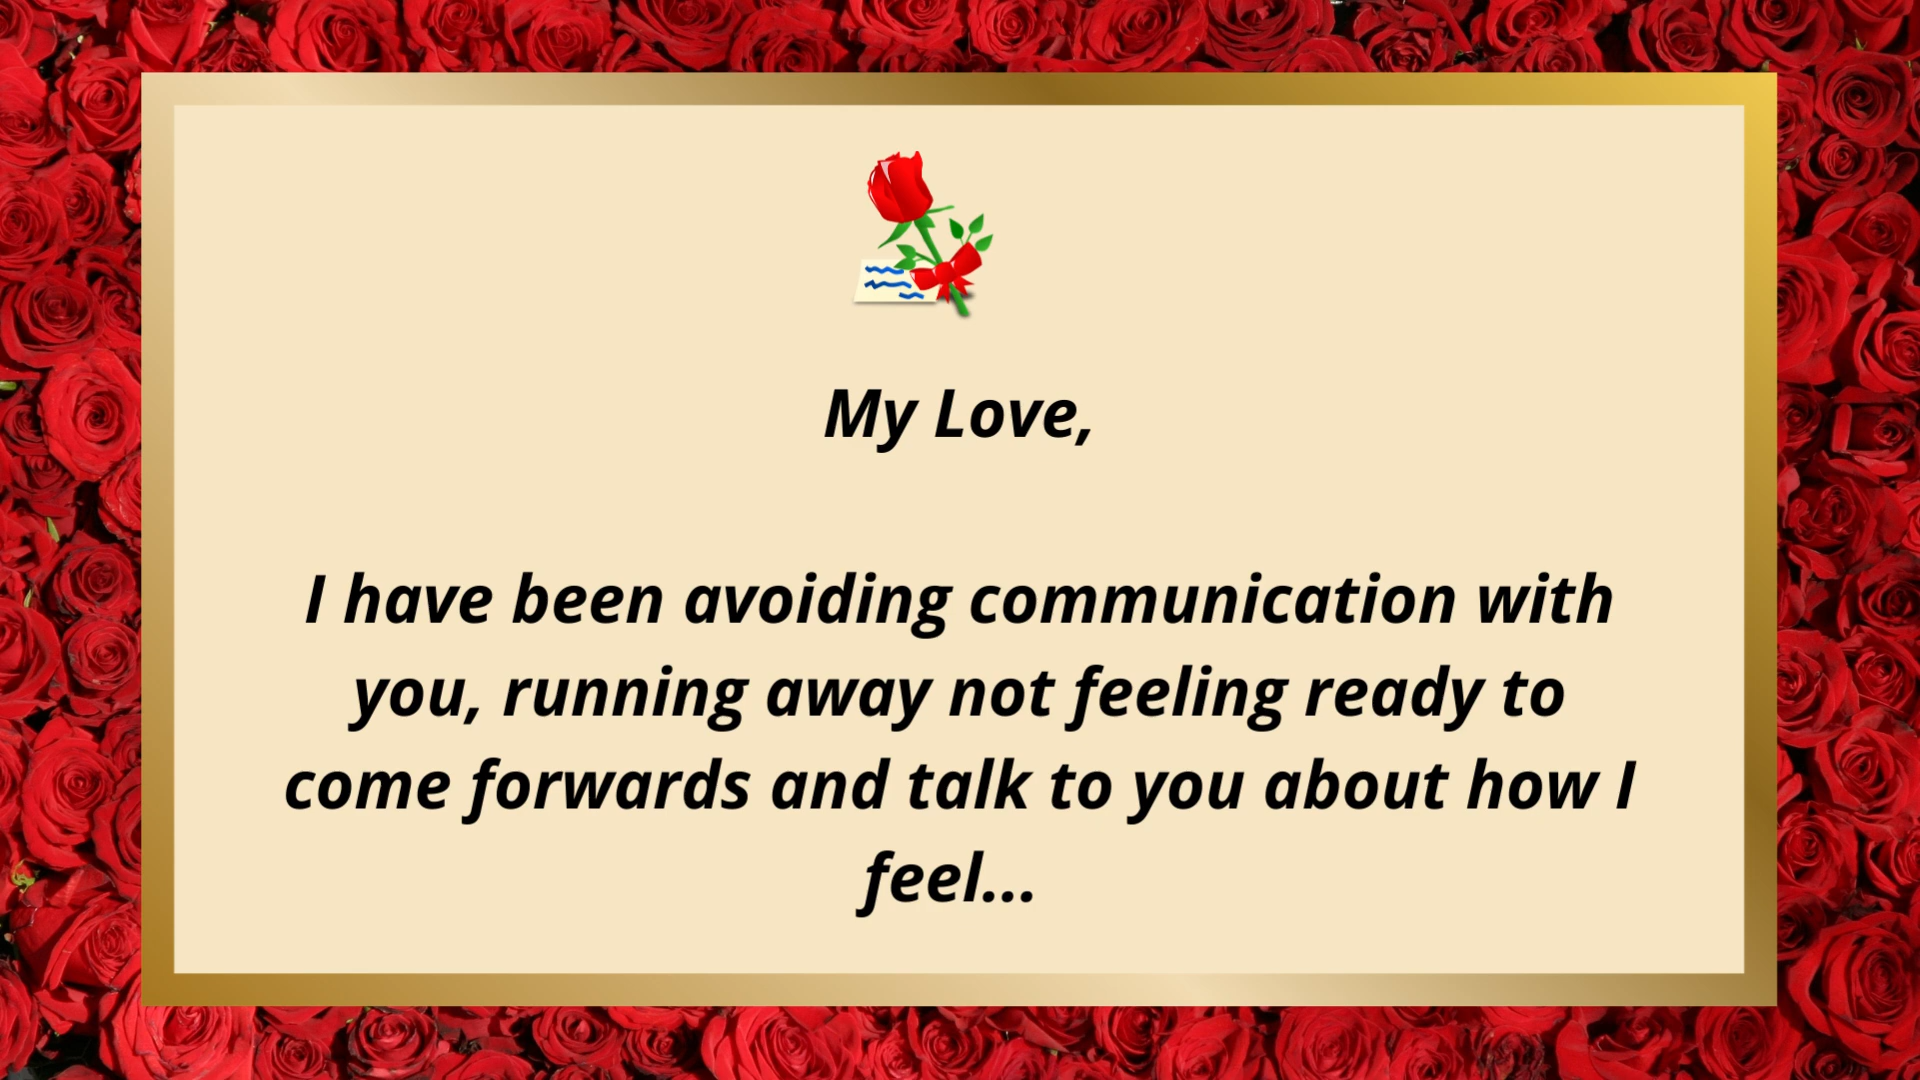 My Love,
I have been avoiding communication with
you, running away not feeling ready to
come forwards and talk to you about how I
feel...